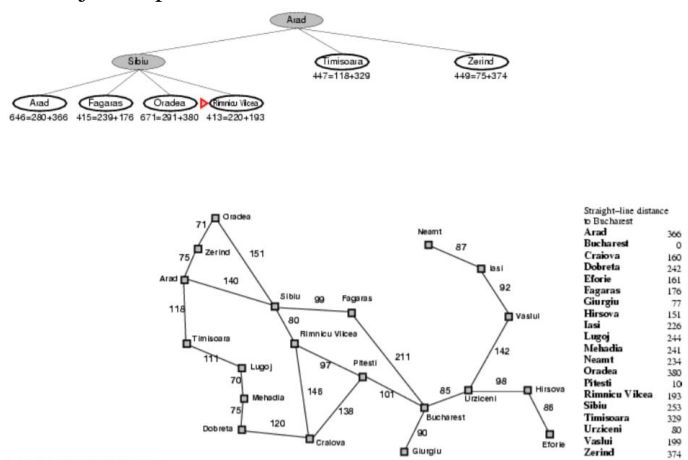 Arad
Sibiu Timisoara Zerind
447=118+329 449=75+374
Arad Fagaras Oradea Rimnicu Vilcea
646=280+366 415=239+176 671=291+380 413=220+193
Oradea
71
Zerind
75 151
Arad 140
118
Sibiu 99 Fagaras
80
Timisoara Rimnicu Vilcea
111 Lugoj
70
97 Pitesti 211
Mehadia 146 101
75 138
Dobreta 120
Craiova
Neamt
87
Iasi
92
Vaslui
142
85 98 Hirsova
Urziceni
Bucharest 86
90
Giurgiu Eforie
Straight-line distance
to Bucharest
Arad 366
Bucharest 0
Craiova 160
Dobreta 242
Eforie 161
Fagaras 176
Giurgiu 77
Hirsova 151
Iasi 226
Lugoj 244
Mehadia 241
Neamt 234
Oradea 380
Pitesti 10
Rimnicu Vilcea 193
Sibiu 253
Timisoara 329
Urziceni 80
Vaslui 199
Zerind 374